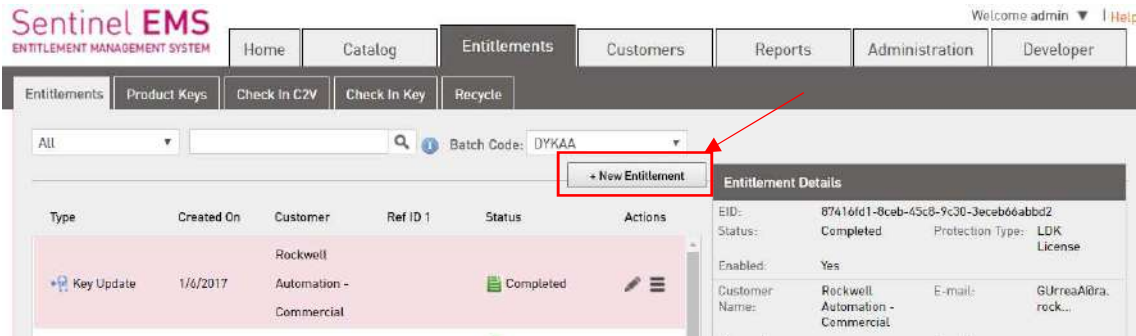 Welcome admin ▼ | Help
Sentinel EMS
ENTITLEMENT MANAGEMENT SYSTEM
Home Catalog Entitlements Customers Reports Administration Developer
Entitlements Product Keys Check In C2V Check In Key Recycle
All Batch Code: DYKAA
+ New Entitlement
Entitlement Details
Type Created On Customer Ref ID 1 Status Actions
EID: 87416fd1-8ceb-45c8-9c30-3eceb66abbd2
Status: Completed Protection Type: LDK License
Enabled: Yes
Key Update 1/6/2017 Rockwell Automation - Commercial Completed
Customer Name: Rockwell Automation - Commercial E-mail: rock...